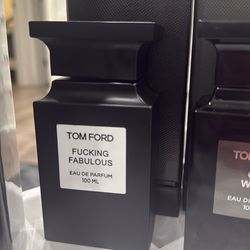 TOM FORD
FUCKING
FABULOUS
EAU DE PARFUM
100 ML